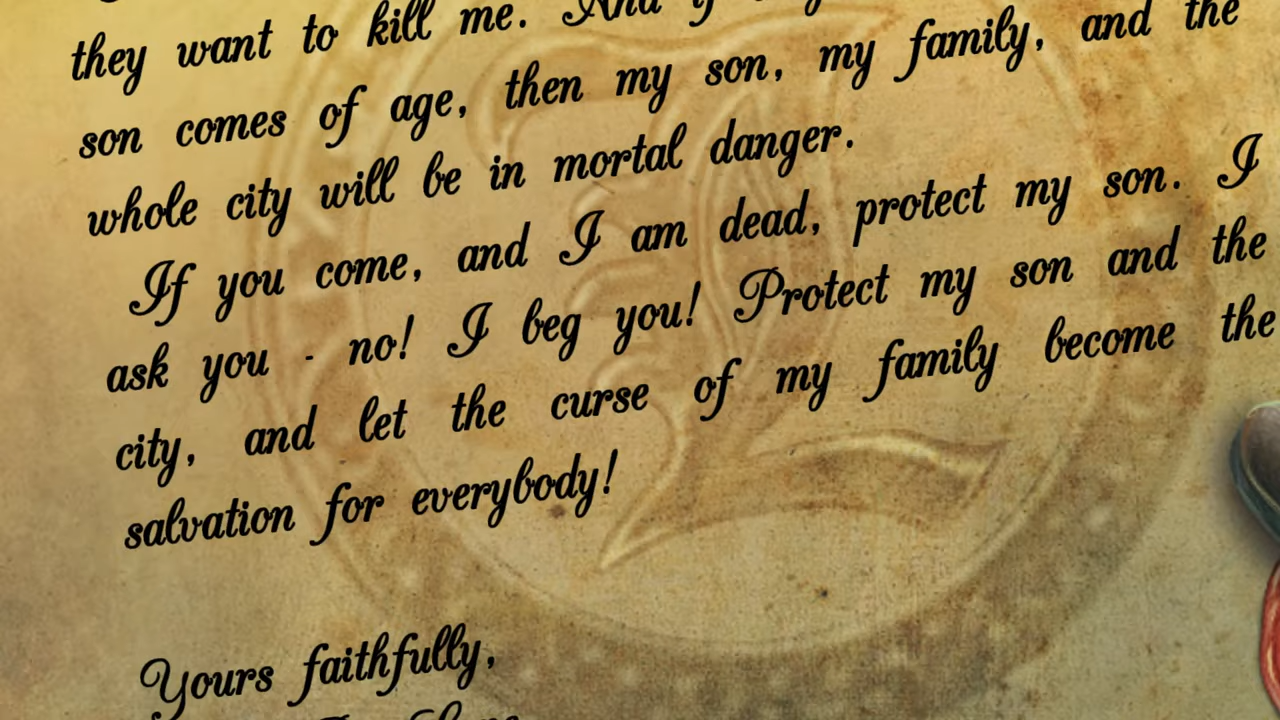 they want to kill me. And if
son comes of age, then my son, my family, and the
whole city will be in mortal danger.
If you come, and I am dead, protect my son. I
ask you - no! I beg you! Protect my son and the
city, and let the curse of my family become the
salvation for everybody!
Yours faithfully,